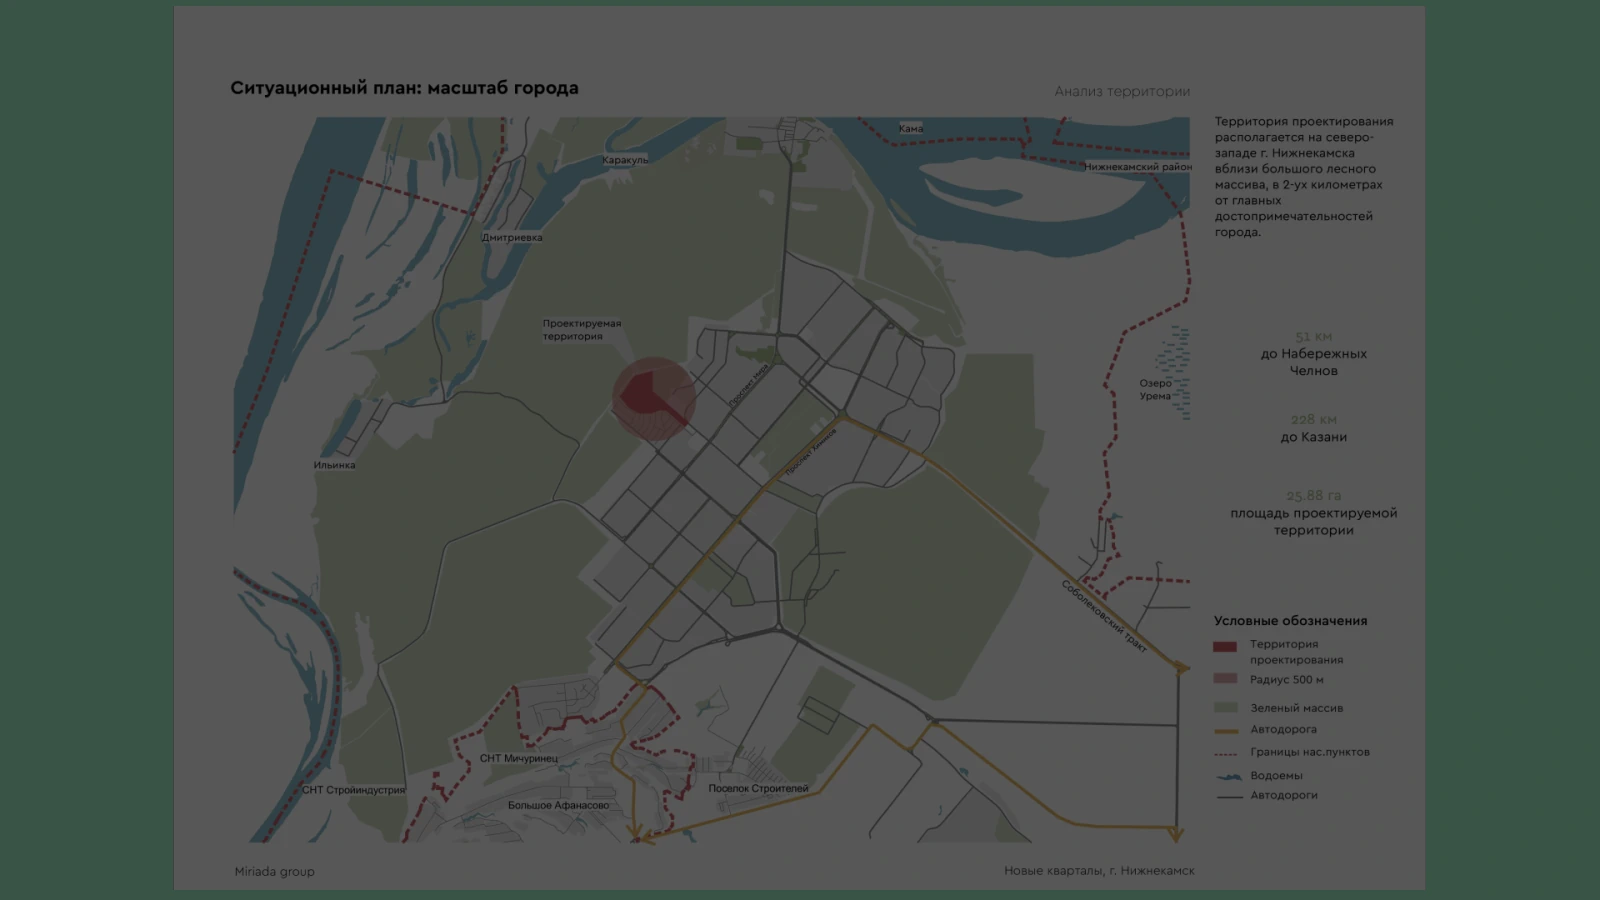 Ситуационный план: масштаб города
Анализ территории
Территория проектирования
располагается на северо-
западе г. Нижнекамска
вблизи большого лесного
массива, в 2-ух километрах
от главных
достопримечательностей
города.
Кама
Каракуль
Нижнекамский район
Дмитриевка
Проектируемая
территория
Проспект Мира
Озеро
Урема
Проспект Химиков
Ильинка
Соболековский тракт
СНТ Мичуринец
СНТ Стройиндустрия
Большое Афанасово
Поселок Строителей
51 км
до Набережных
Челнов
228 км
до Казани
25.88 га
площадь проектируемой
территории
Условные обозначения
Территория
проектирования
Радиус 500 м
Зеленый массив
Автодорога
Границы нас.пунктов
Водоемы
Автодороги
Miriada group
Новые кварталы, г. Нижнекамск